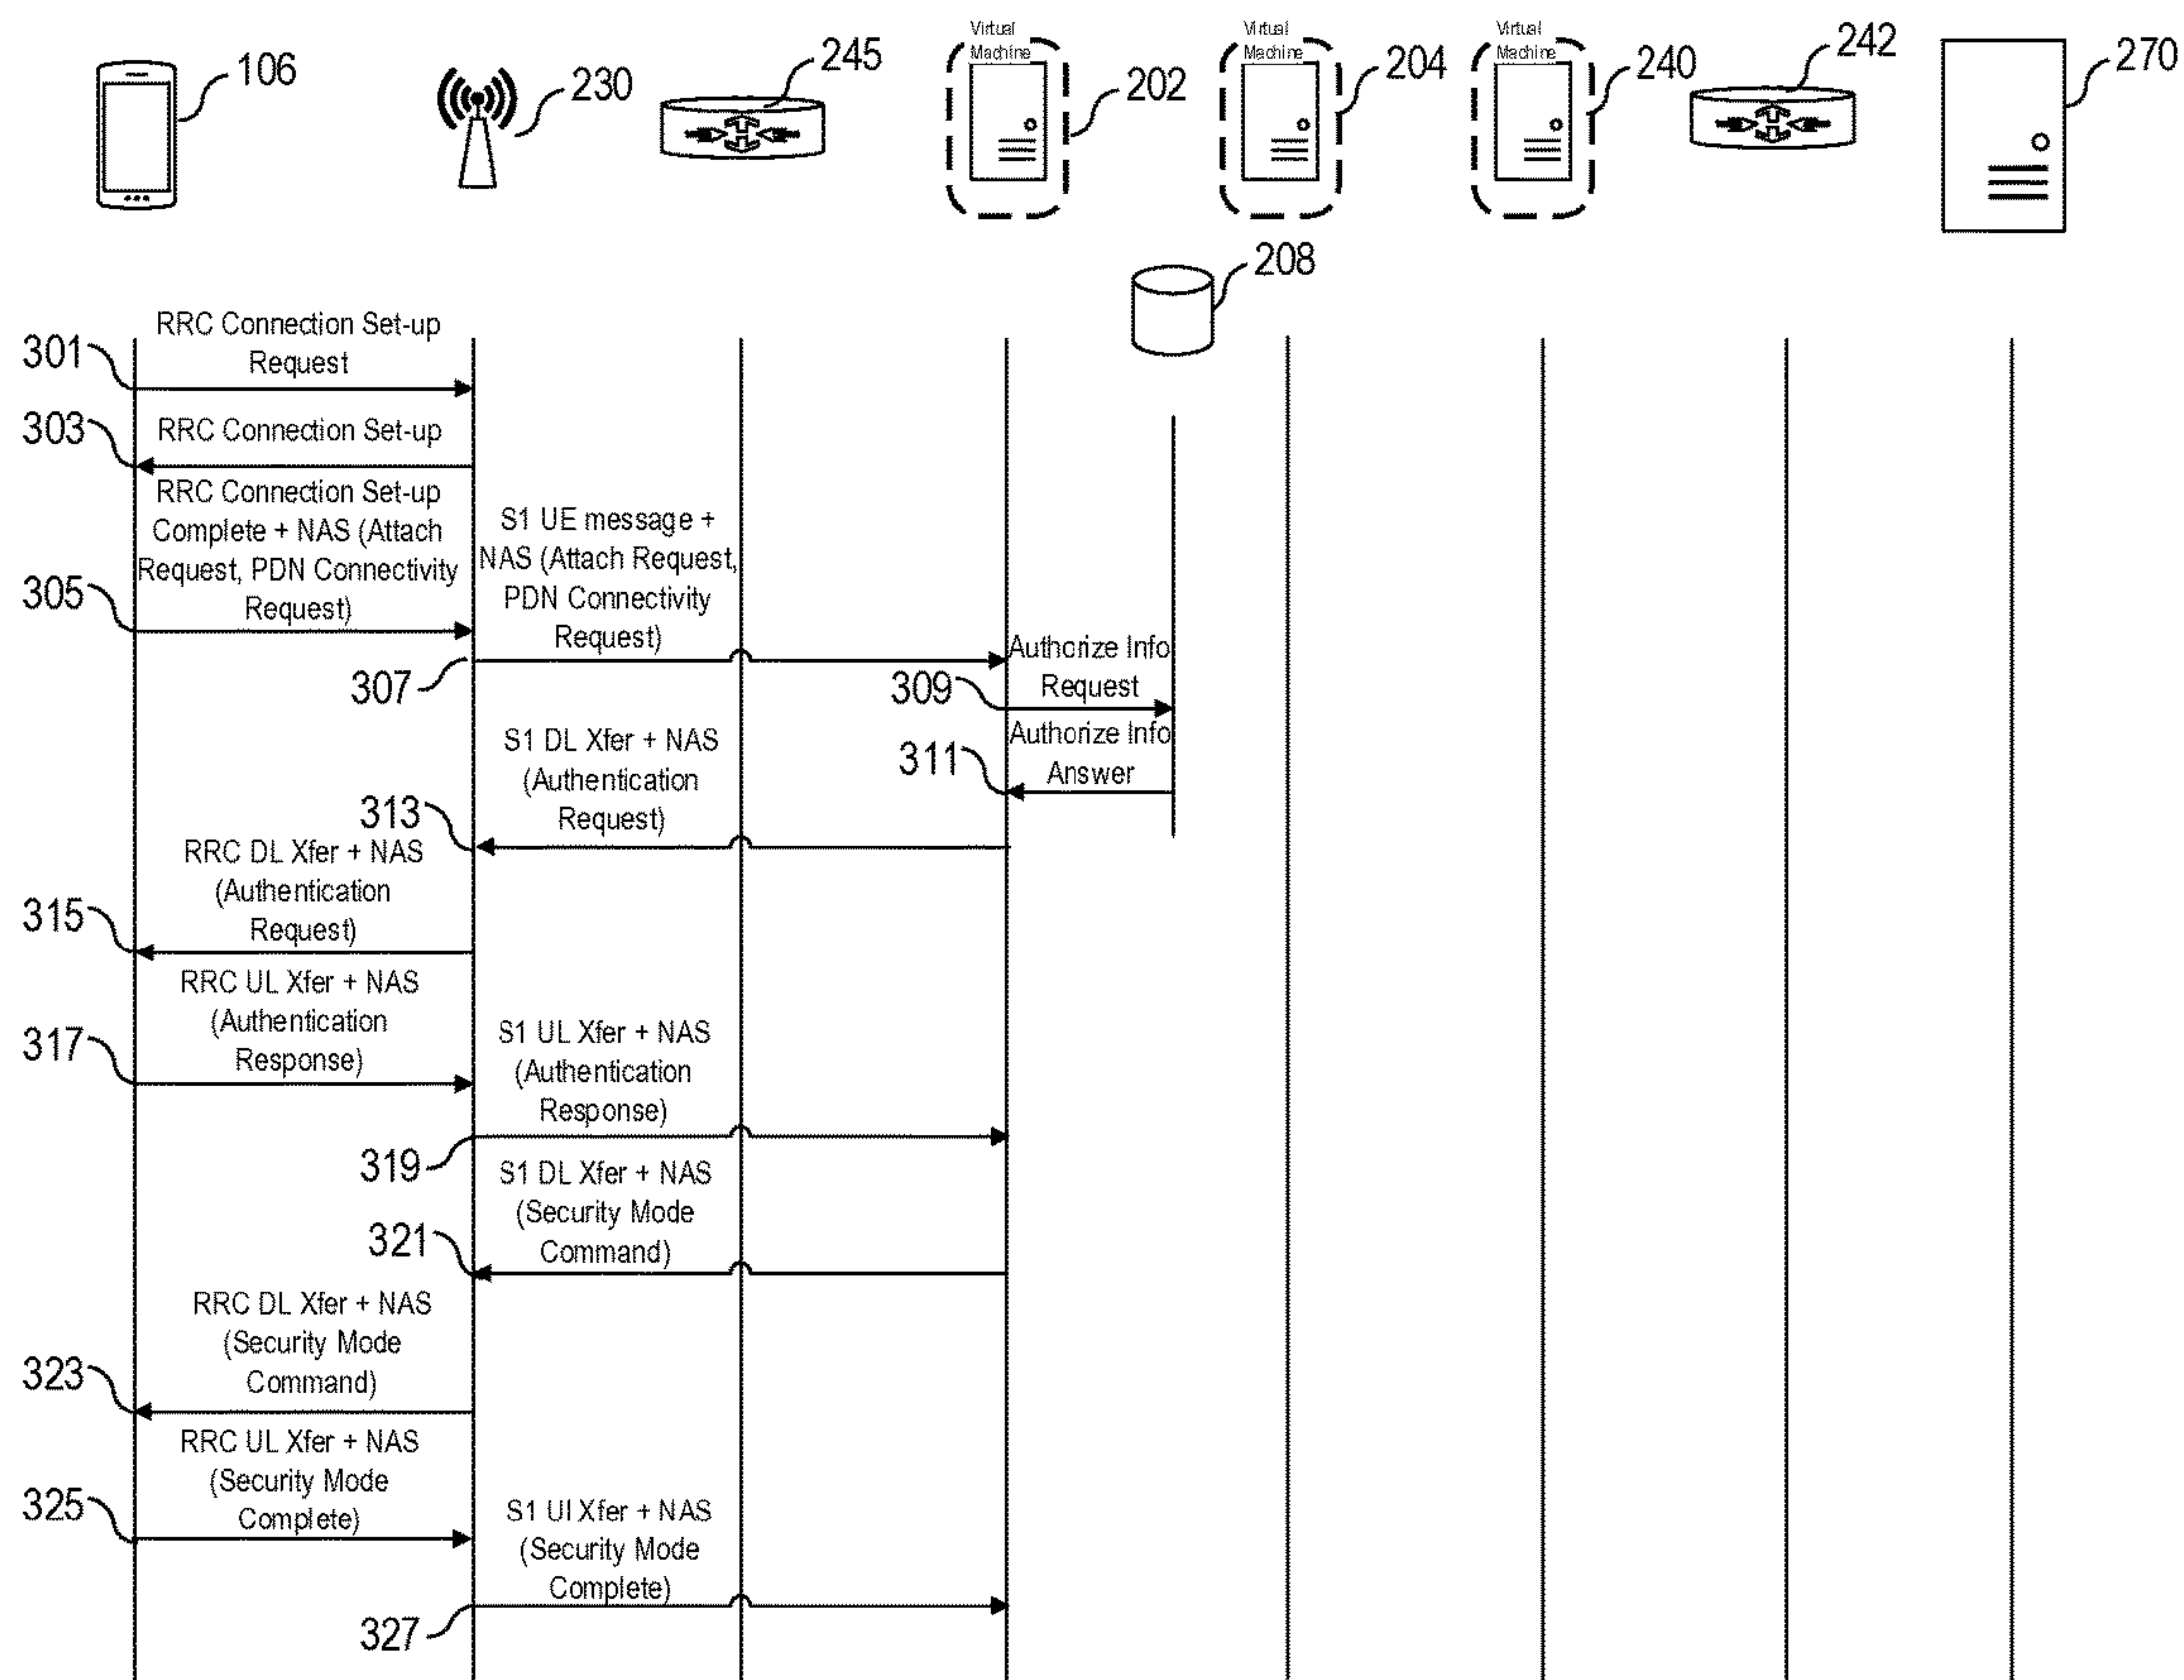 106
230
245
Virtual
Machine
202
Virtual
Machine
204
Virtual
Machine
240
242
270
208
301
RRC Connection Set-up
Request
303
RRC Connection Set-up
305
RRC Connection Set-up
Complete + NAS (Attach
Request, PDN Connectivity
Request)
S1 UE message +
NAS (Attach Request,
PDN Connectivity
Request)
307
Authorize Info
Request
309
Authorize Info
Answer
311
S1 DL Xfer + NAS
(Authentication
Request)
313
RRC DL Xfer + NAS
(Authentication
Request)
315
RRC UL Xfer + NAS
(Authentication
Response)
317
S1 UL Xfer + NAS
(Authentication
Response)
319
S1 DL Xfer + NAS
(Security Mode
Command)
321
RRC DL Xfer + NAS
(Security Mode
Command)
323
RRC UL Xfer + NAS
(Security Mode
Complete)
325
S1 Ul Xfer + NAS
(Security Mode
Complete)
327